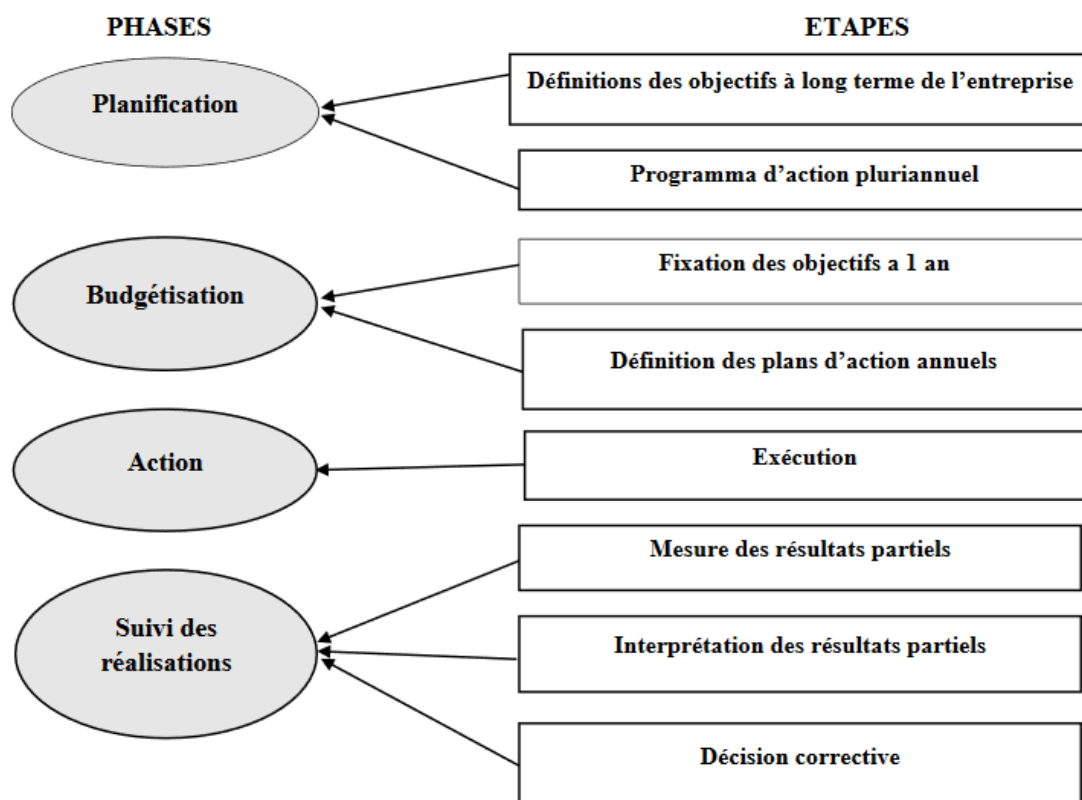 PHASES
ETAPES
Planification
Définitions des objectifs à long terme de l'entreprise
Programma d'action pluriannuel
Budgétisation
Fixation des objectifs a 1 an
Définition des plans d'action annuels
Action
Exécution
Suivi des
réalisations
Mesure des résultats partiels
Interprétation des résultats partiels
Décision corrective